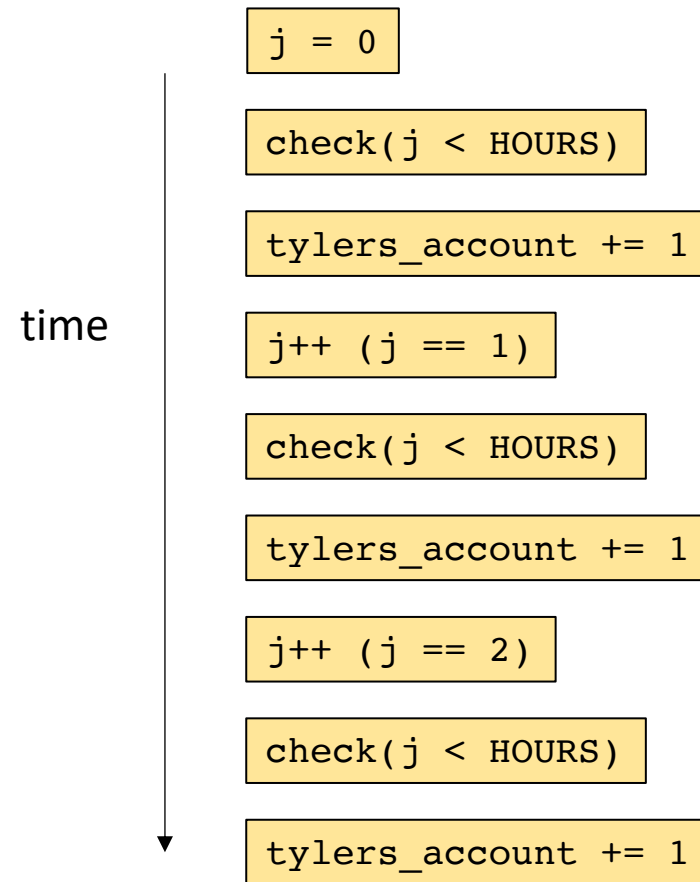 j = 0
check(j < HOURS)
tylers_account += 1
time
j++ (j == 1)
check(j < HOURS)
tylers_account += 1
j++ (j == 2)
check(j < HOURS)
tylers_account += 1